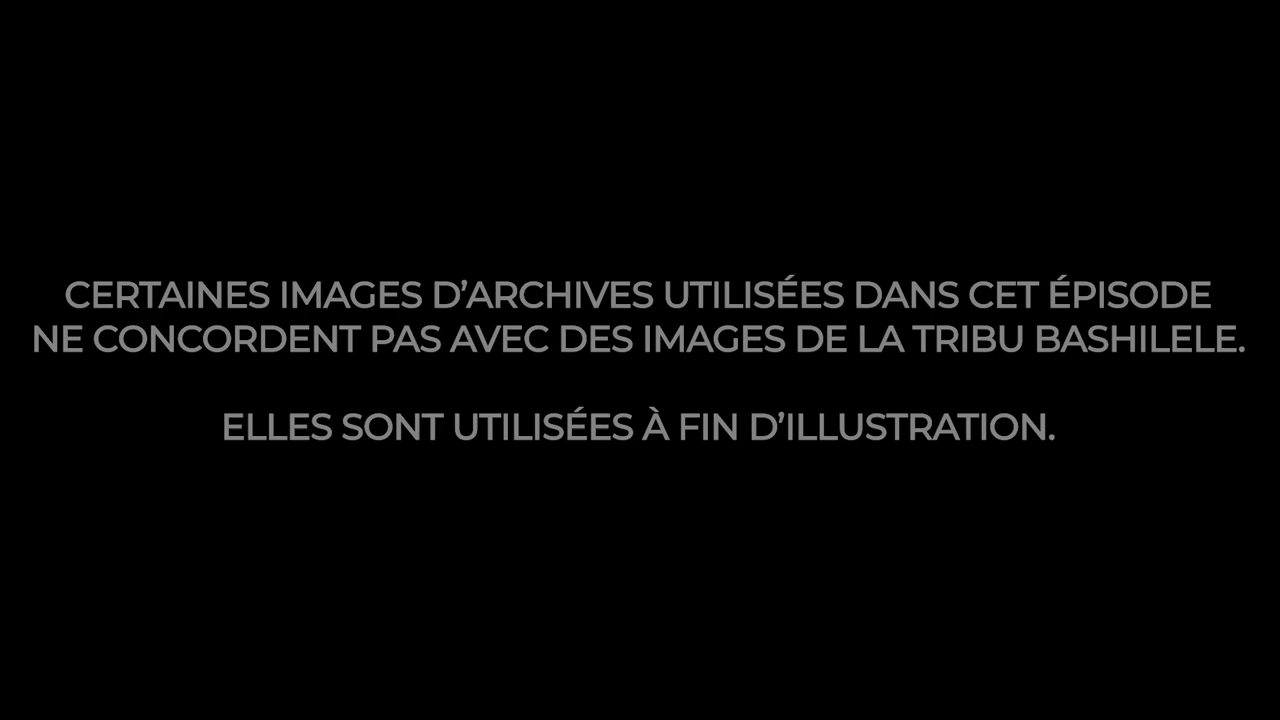 CERTAINES IMAGES D’ARCHIVES UTILISÉES DANS CET ÉPISODE
NE CONCORDENT PAS AVEC DES IMAGES DE LA TRIBU BASHILELE.
ELLES SONT UTILISÉES À FIN D’ILLUSTRATION.